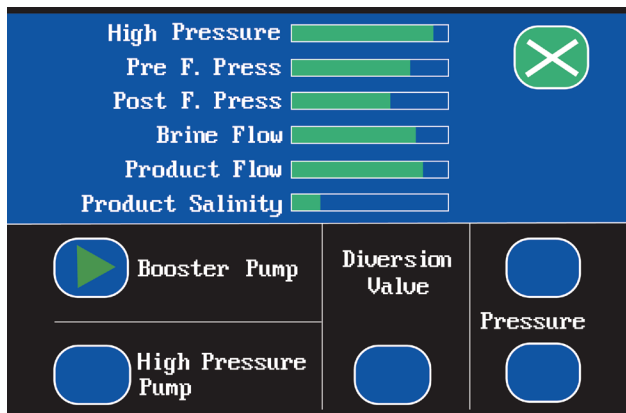 High Pressure
Pre F. Press
Post F. Press
Brine Flow
Product Flow
Product Salinity
Booster Pump
Diversion
Value
Pressure
High Pressure
Pump